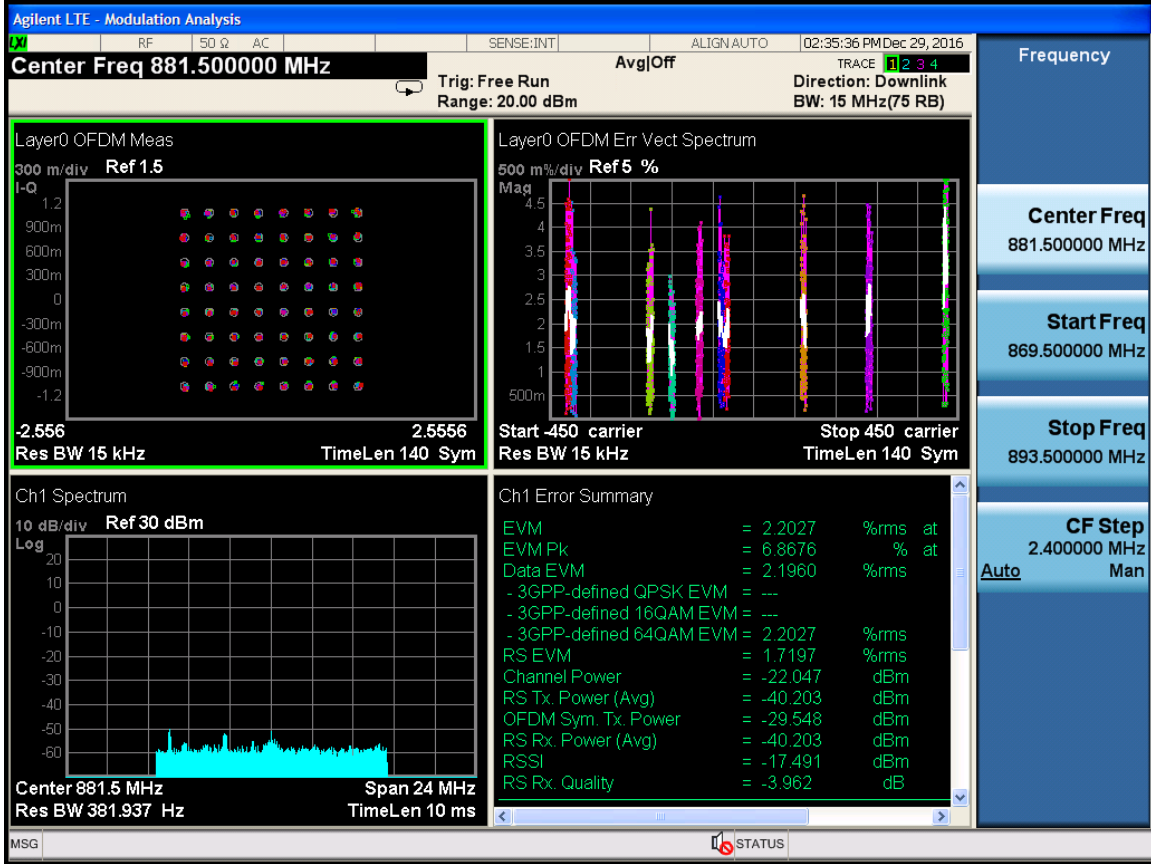 Agilent LTE - Modulation Analysis
LXI RF 50 Ω AC SENSE:INT ALIGN AUTO 02:35:36 PM Dec 29, 2016
Center Freq 881.500000 MHz
Avg|Off
TRACE 1 2 3 4
Trig: Free Run
Direction: Downlink
Range: 20.00 dBm
BW: 15 MHz(75 RB)
Layer0 OFDM Meas
300 m/div Ref 1.5
I-Q
1.2
900m
600m
300m
0
-300m
-600m
-900m
-1.2
-2.556 2.5556
Res BW 15 kHz TimeLen 140 Sym
Layer0 OFDM Err Vect Spectrum
500 m%/div Ref 5 %
Mag
4.5
4
3.5
3
2.5
2
1.5
1
500m
Start -450 carrier Stop 450 carrier
Res BW 15 kHz TimeLen 140 Sym
Ch1 Spectrum
10 dB/div Ref 30 dBm
Log
20
10
0
-10
-20
-30
-40
-50
-60
Center 881.5 MHz Span 24 MHz
Res BW 381.937 Hz TimeLen 10 ms
Ch1 Error Summary
EVM = 2.2027 %rms at
EVM Pk = 6.8676 % at
Data EVM = 2.1960 %rms
- 3GPP-defined QPSK EVM = ---
- 3GPP-defined 16QAM EVM = ---
- 3GPP-defined 64QAM EVM = 2.2027 %rms
RS EVM = 1.7197 %rms
Channel Power = -22.047 dBm
RS Tx. Power (Avg) = -40.203 dBm
OFDM Sym. Tx. Power = -29.548 dBm
RS Rx. Power (Avg) = -40.203 dBm
RSSI = -17.491 dBm
RS Rx. Quality = -3.962 dB
Frequency
Center Freq
881.500000 MHz
Start Freq
869.500000 MHz
Stop Freq
893.500000 MHz
CF Step
2.400000 MHz
Auto Man
MSG STATUS